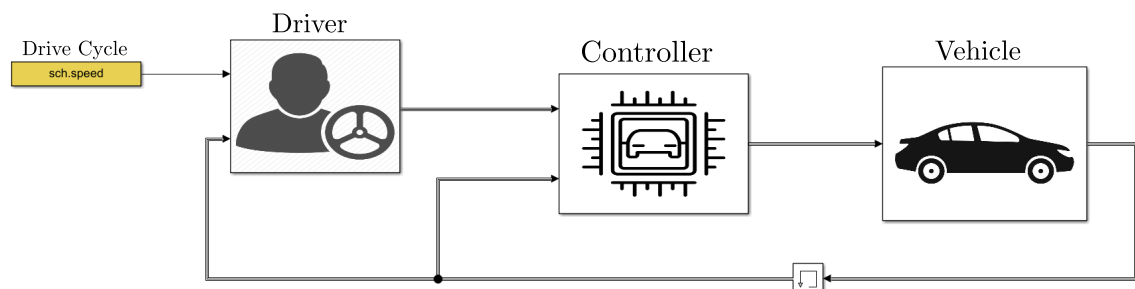 Driver
Drive Cycle
sch.speed
Controller
Vehicle